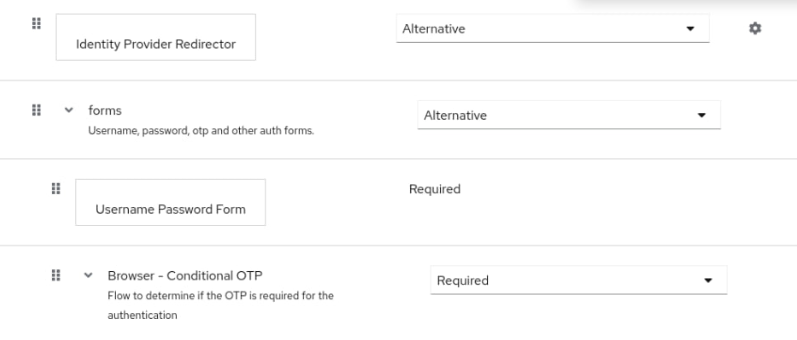 Identity Provider Redirector
Alternative
forms
Username, password, otp and other auth forms.
Alternative
Username Password Form
Required
Browser - Conditional OTP
Flow to determine if the OTP is required for the
authentication
Required